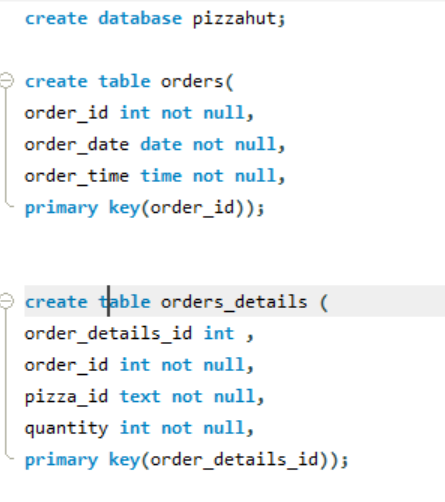 create database pizzahut;
create table orders(
order_id int not null,
order_date date not null,
order_time time not null,
primary key(order_id));
create table orders_details (
order_details_id int ,
order_id int not null,
pizza_id text not null,
quantity int not null,
primary key(order_details_id));